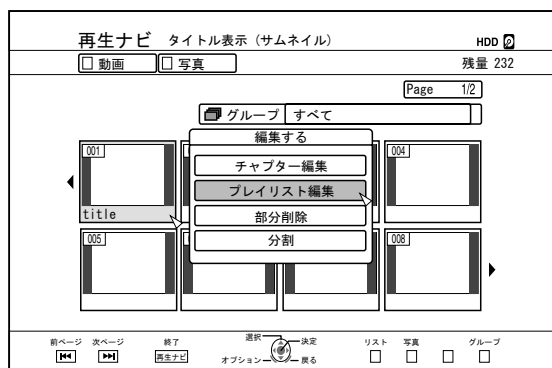 再生ナビ タイトル表示（サムネイル） HDD
動画 写真 残量 232
Page 1/2
グループ すべて
編集する
001 004
チャプター編集
プレイリスト編集
title
部分削除
005 008
分割
前ページ 次ページ 終了 選択 決定 リスト 写真 グループ
再生ナビ オプション 戻る